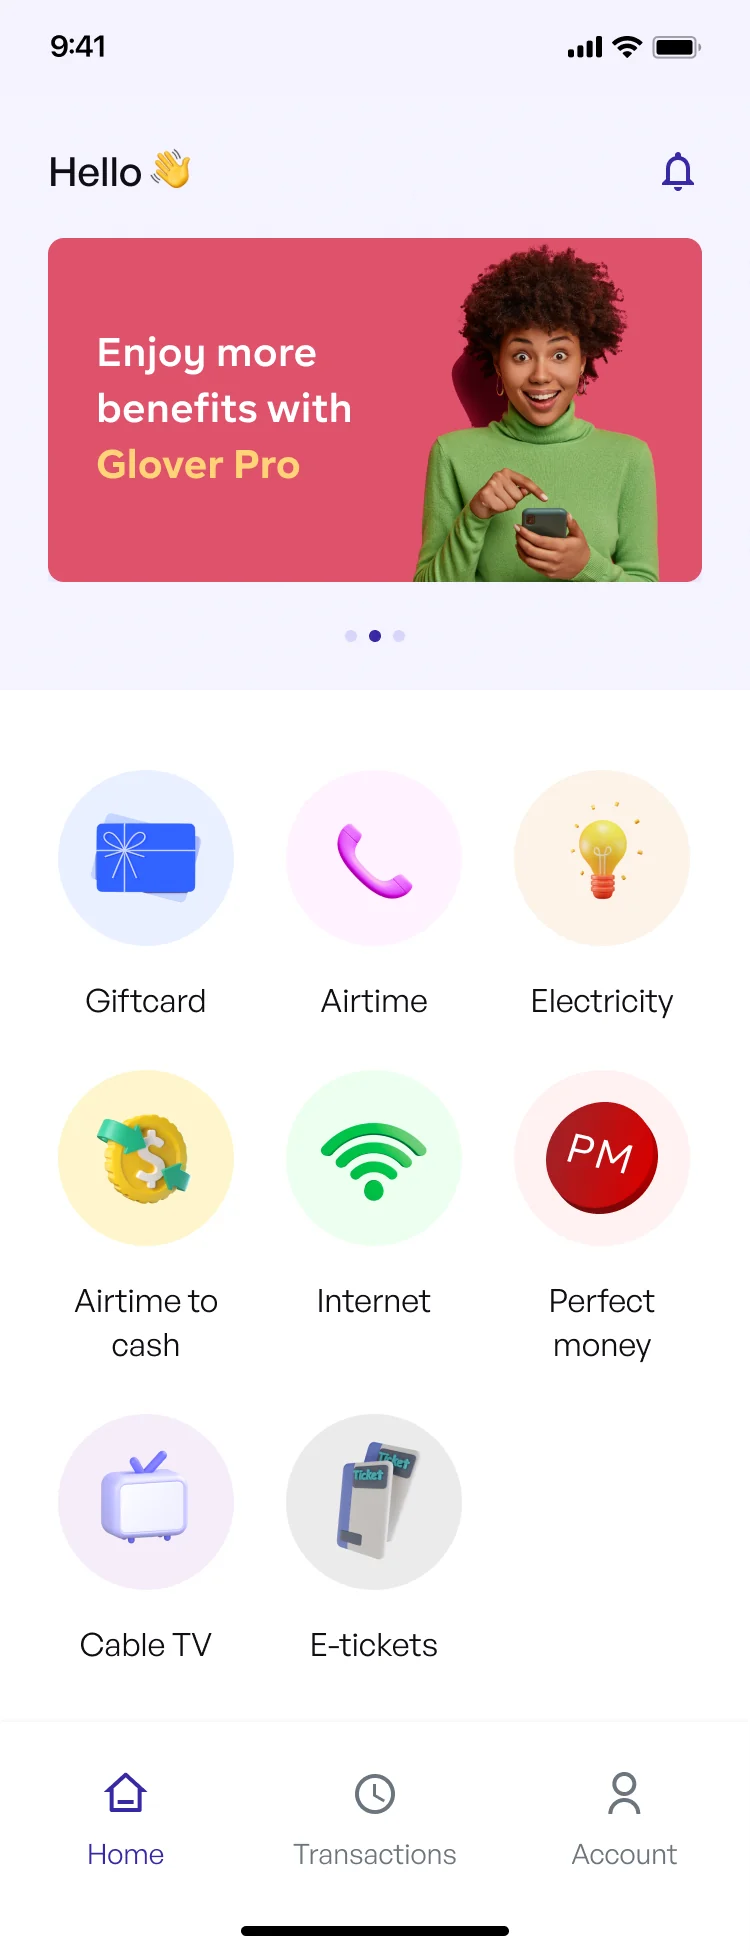 9:41
Hello 👋
Enjoy more
benefits with
Glover Pro
Giftcard
Airtime
Electricity
PM
Airtime to
cash
Internet
Perfect
money
Ticket
Ticket
Cable TV
E-tickets
Home
Transactions
Account